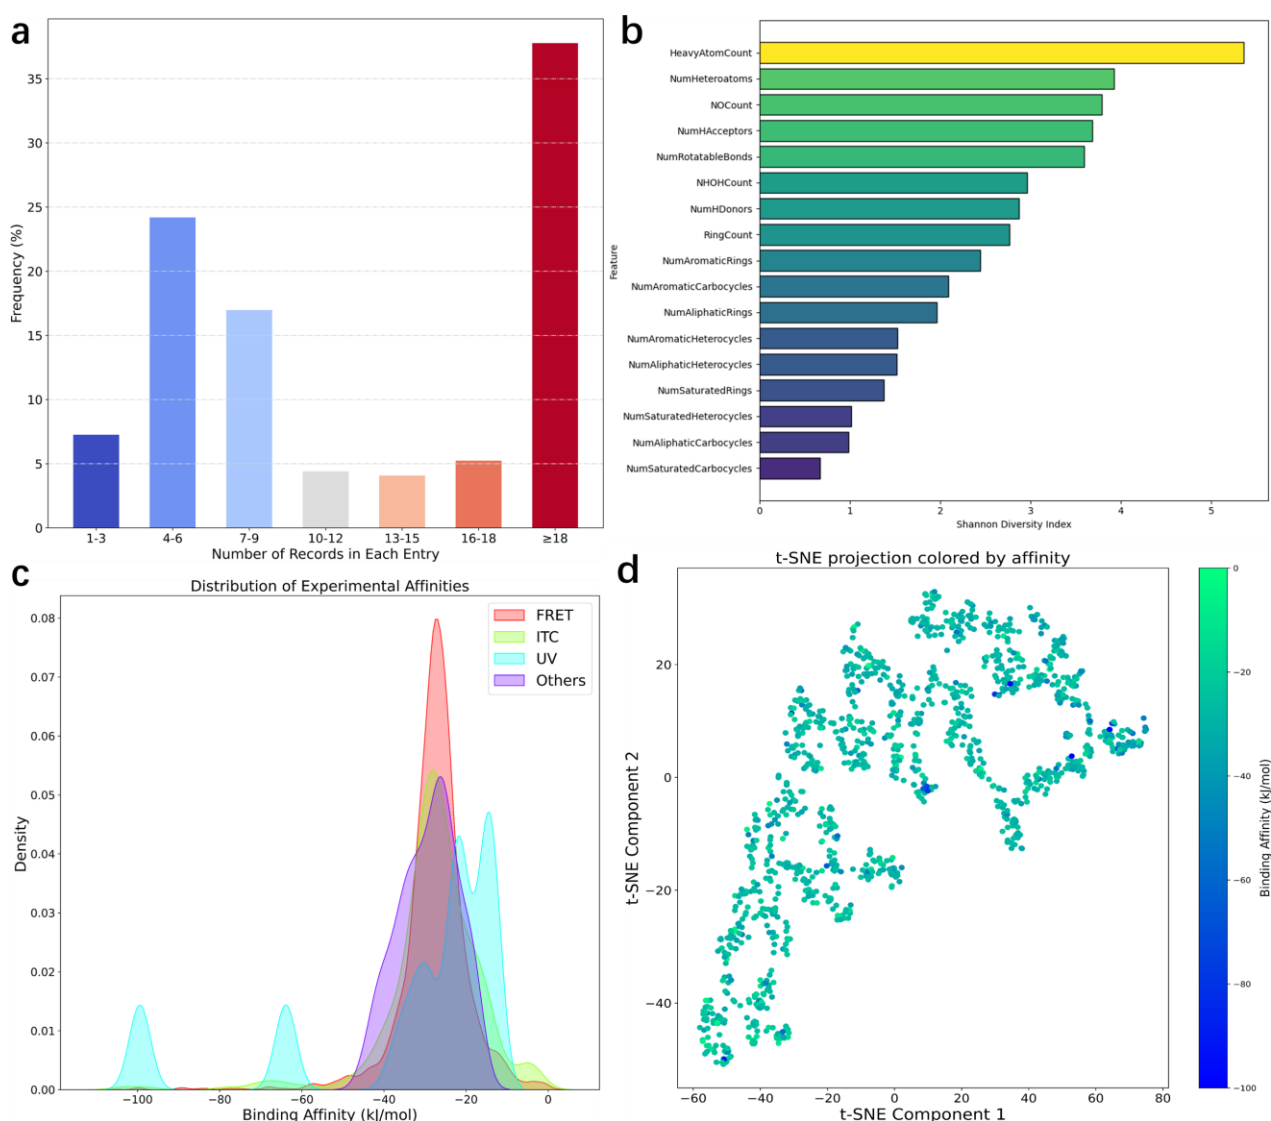 a
Frequency (%)
35
30
25
20
15
10
5
0
1-3 4-6 7-9 10-12 13-15 16-18 ≥18
Number of Records in Each Entry
b
Feature
HeavyAtomCount
NumHeteroatoms
NOCount
NumHAcceptors
NumRotatableBonds
NHOHCount
NumHDonors
RingCount
NumAromaticRings
NumAromaticCarbocycles
NumAliphaticRings
NumAromaticHeterocycles
NumAliphaticHeterocycles
NumSaturatedRings
NumSaturatedHeterocycles
NumAliphaticCarbocycles
NumSaturatedCarbocycles
0 1 2 3 4 5
Shannon Diversity Index
c
Distribution of Experimental Affinities
FRET
ITC
UV
Others
Density
0.08
0.07
0.06
0.05
0.04
0.03
0.02
0.01
0.00
−100 −80 −60 −40 −20 0
Binding Affinity (kJ/mol)
d
t-SNE projection colored by affinity
t-SNE Component 2
20
0
−20
−40
−60 −40 −20 0 20 40 60 80
t-SNE Component 1
0
−20
−40
−60
−80
−100
Binding Affinity (kJ/mol)